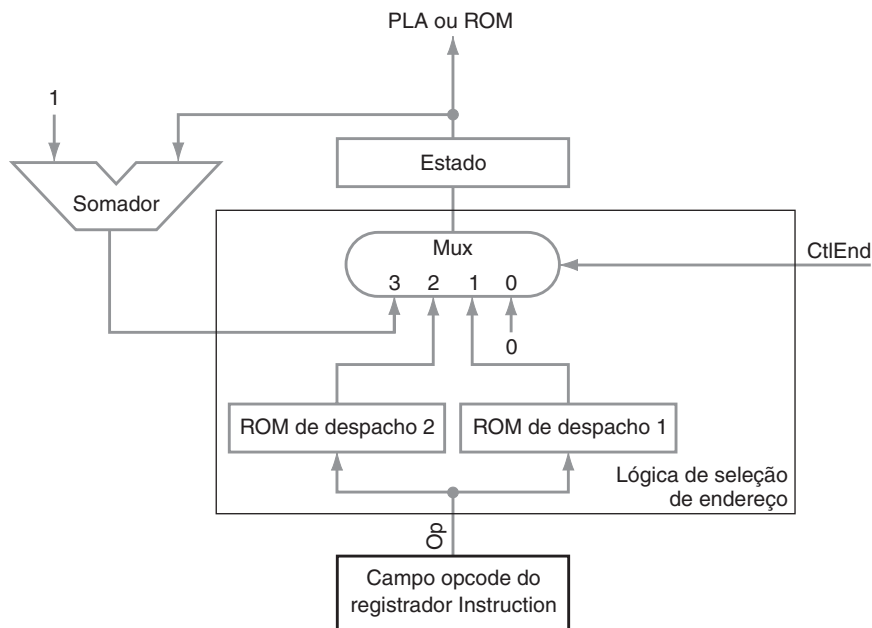 PLA ou ROM
1
Estado
Somador
Mux
CtlEnd
3 2 1 0
0
ROM de despacho 2
ROM de despacho 1
Lógica de seleção
de endereço
Op
Campo opcode do
registrador Instruction